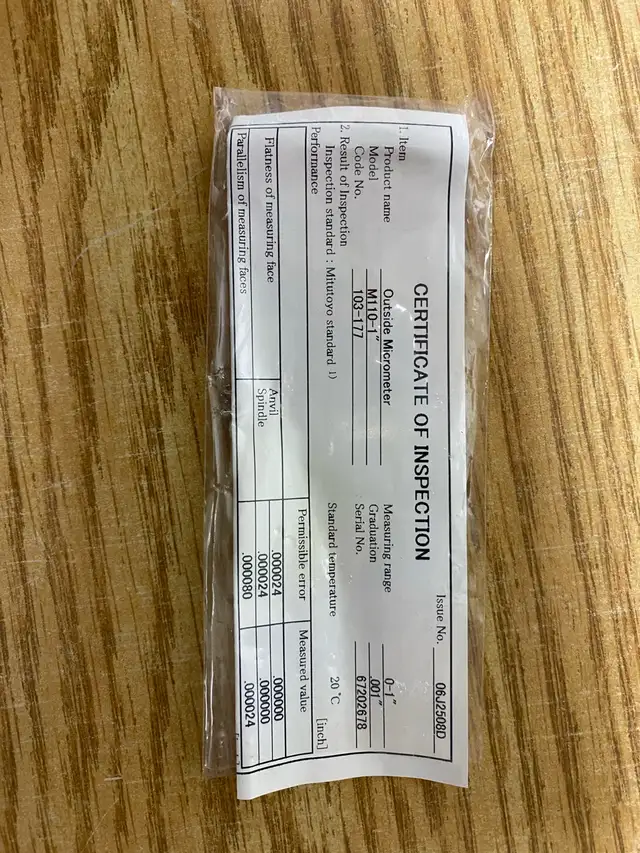 CERTIFICATE OF INSPECTION
Issue No. 06J2508D
1. Item
Product name Outside Micrometer Measuring range 0-1″
Model M110-1″ Graduation .001″
Code No. 103-177 Serial No. 67202678
2. Result of Inspection
Inspection standard : Mitutoyo standard 1) Standard temperature 20 ℃
Performance [inch]
Permissible error Measured value
Flatness of measuring face Anvil .000024 .000000
Spindle .000024 .000000
Parallelism of measuring faces .000080 .000024